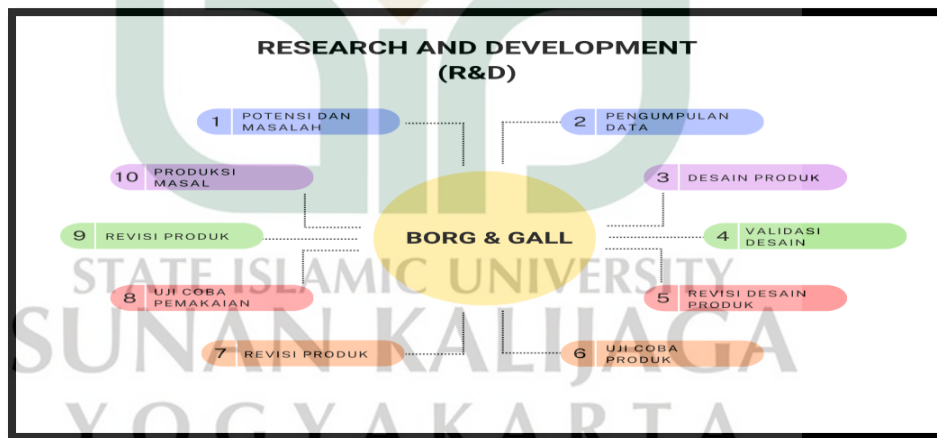 RESEARCH AND DEVELOPMENT
(R&D)
1 POTENSI DAN
MASALAH
2 PENGUMPULAN
DATA
3 DESAIN PRODUK
4 VALIDASI
DESAIN
5 REVISI DESAIN
PRODUK
6 UJI COBA
PRODUK
7 REVISI PRODUK
8 UJI COBA
PEMAKAIAN
9 REVISI PRODUK
10 PRODUKSI
MASAL
BORG & GALL
STATE ISLAMIC UNIVERSITY
SUNAN KALIJAGA
YOGYAKARTA